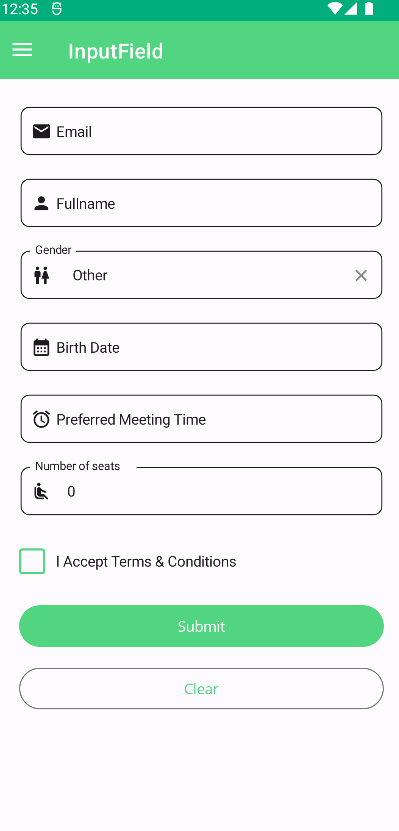 12:35
InputField
Email
Fullname
Gender
Other
Birth Date
Preferred Meeting Time
Number of seats
0
I Accept Terms & Conditions
Submit
Clear